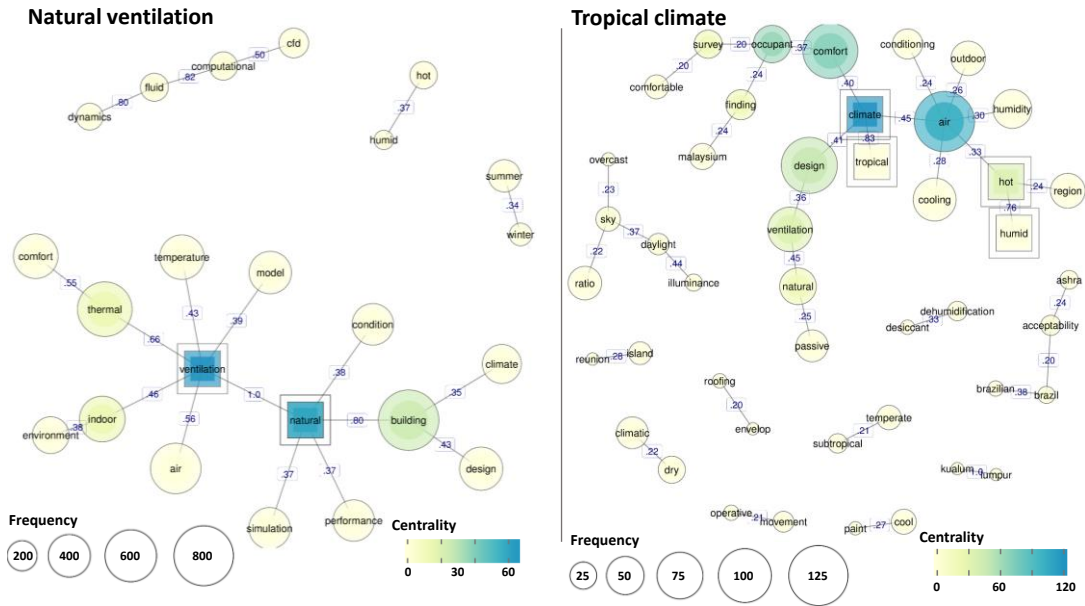 Natural ventilation
cfd
computational
.50
.82
fluid
.80
dynamics
hot
.37
humid
summer
.34
winter
comfort
.55
thermal
temperature
model
.43
.39
.66
ventilation
condition
climate
.38
.35
.46
1.0
natural
.80
building
indoor
.38
environment
.56
air
.43
design
.37
.37
simulation
performance
Frequency
200
400
600
800
Centrality
0
30
60
Tropical climate
survey
.20
occupant
.37
comfort
conditioning
outdoor
.20
comfortable
.24
.24
.26
.40
finding
climate
.45
air
.30
humidity
.24
malaysium
.41
.83
.33
design
tropical
.28
hot
.24
region
cooling
.76
humid
overcast
.23
.36
sky
ventilation
.37
daylight
.22
.44
.45
ratio
illuminance
natural
.25
passive
ashra
.24
dehumidification
.33
desiccant
acceptability
.20
reunion
.28
island
roofing
.20
envelop
brazilian
.38
brazil
temperate
.21
subtropical
climatic
.22
dry
kualum
1.0
lumpur
operative
.21
movement
paint
.27
cool
Frequency
25
50
75
100
125
Centrality
0
60
120